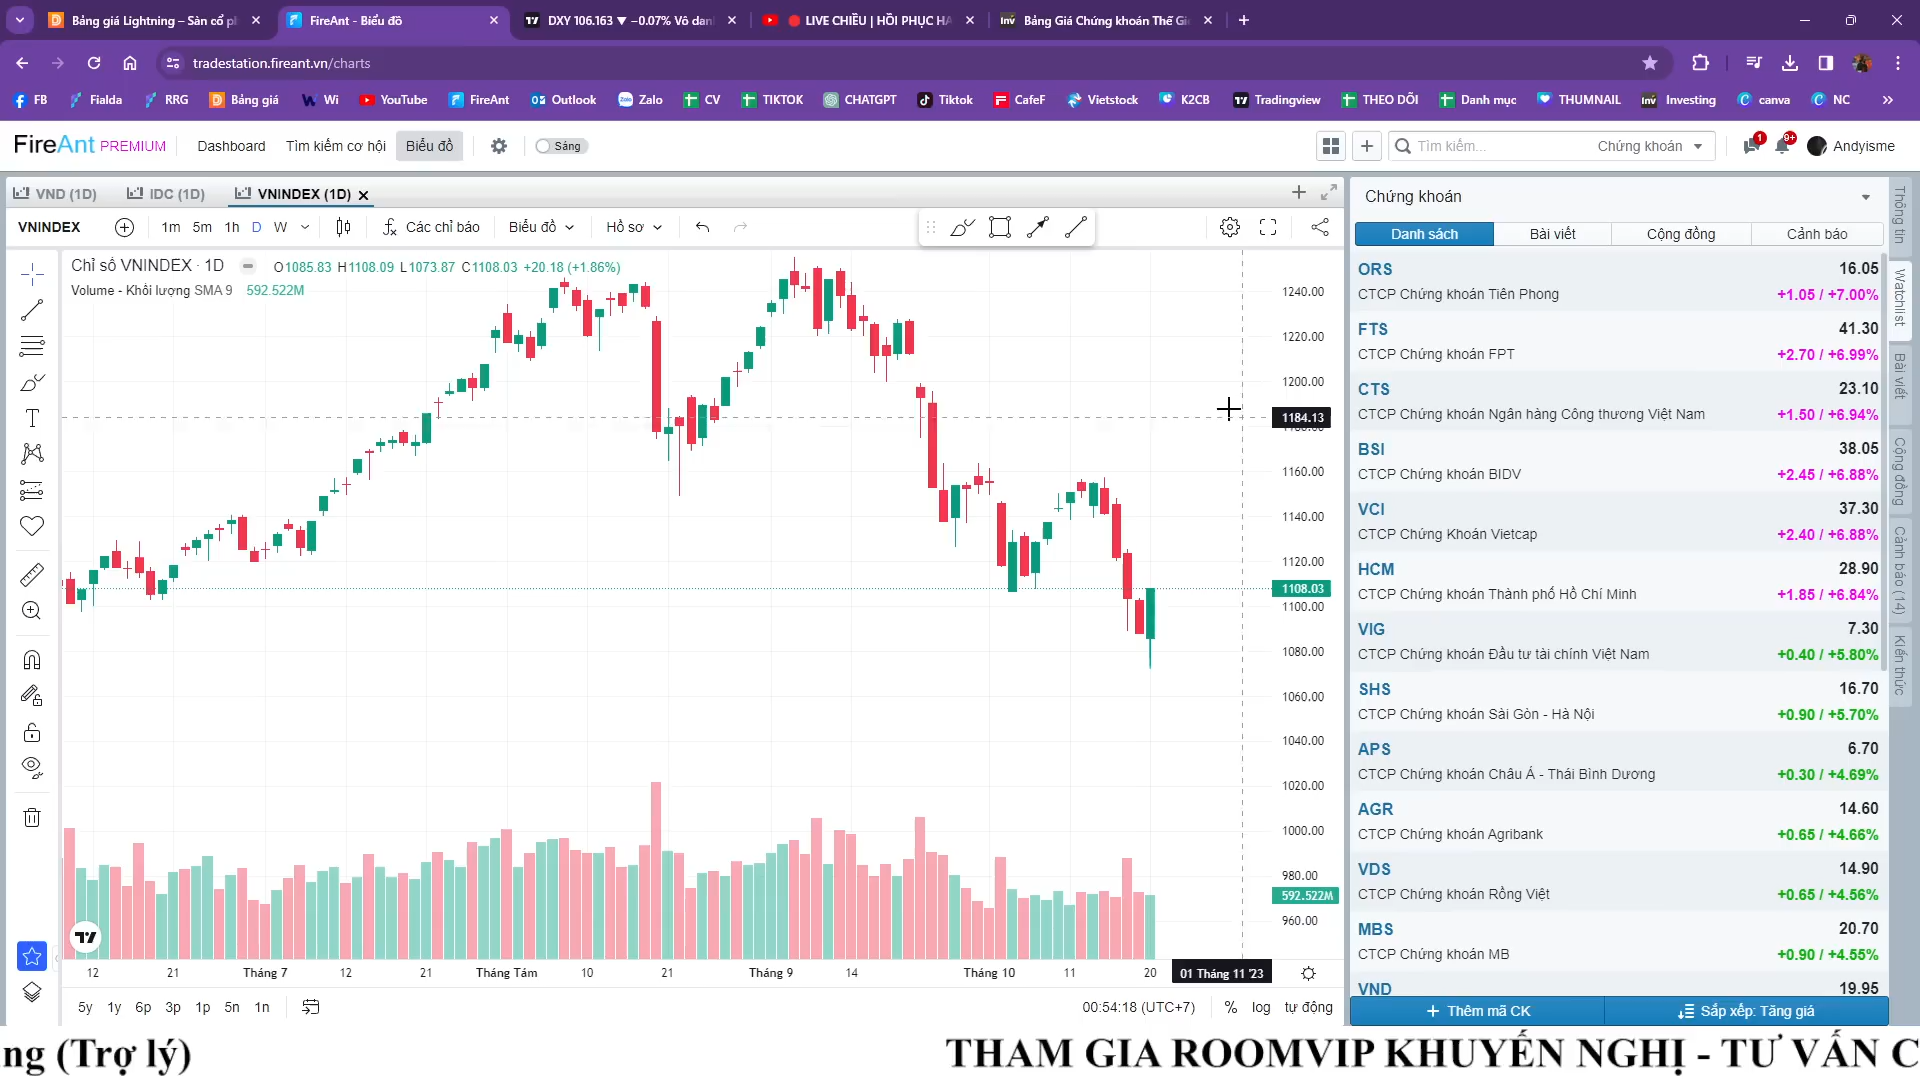 Bảng giá Lightning – Sàn cổ p
FireAnt - Biểu đồ
DXY 106.163 ▼ −0.07% Vô dan
LIVE CHIỀU | HỒI PHỤC HA
Bảng Giá Chứng khoán Thế Gi
tradestation.fireant.vn/charts
FB
Fialda
RRG
Bảng giá
Wi
YouTube
FireAnt
Outlook
Zalo
CV
TIKTOK
CHATGPT
Tiktok
CafeF
Vietstock
K2CB
Tradingview
THEO DÕI
Danh mục
THUMNAIL
Investing
canva
NC
FireAnt PREMIUM
Dashboard
Tìm kiếm cơ hội
Biểu đồ
Sáng
Tìm kiếm...
Chứng khoán
1
9+
Andyisme
VND (1D)
IDC (1D)
VNINDEX (1D)
VNINDEX
1m
5m
1h
D
W
Các chỉ báo
Biểu đồ
Hồ sơ
Chỉ số VNINDEX · 1D
O1085.83 H1108.09 L1073.87 C1108.03 +20.18 (+1.86%)
Volume - Khối lượng SMA 9 592.522M
1240.00
1220.00
1200.00
1184.13
1160.00
1140.00
1120.00
1108.03
1100.00
1080.00
1060.00
1040.00
1020.00
1000.00
980.00
592.522M
960.00
12
21
Tháng 7
12
21
Tháng Tám
10
21
Tháng 9
14
Tháng 10
11
20
01 Tháng 11 '23
5y
1y
6p
3p
1p
5n
1n
00:54:18 (UTC+7)
%
log
tự động
Chứng khoán
Danh sách
Bài viết
Cộng đồng
Cảnh báo
ORS 16.05
CTCP Chứng khoán Tiên Phong +1.05 / +7.00%
FTS 41.30
CTCP Chứng khoán FPT +2.70 / +6.99%
CTS 23.10
CTCP Chứng khoán Ngân hàng Công thương Việt Nam +1.50 / +6.94%
BSI 38.05
CTCP Chứng khoán BIDV +2.45 / +6.88%
VCI 37.30
CTCP Chứng Khoán Vietcap +2.40 / +6.88%
HCM 28.90
CTCP Chứng khoán Thành phố Hồ Chí Minh +1.85 / +6.84%
VIG 7.30
CTCP Chứng khoán Đầu tư tài chính Việt Nam +0.40 / +5.80%
SHS 16.70
CTCP Chứng khoán Sài Gòn - Hà Nội +0.90 / +5.70%
APS 6.70
CTCP Chứng khoán Châu Á - Thái Bình Dương +0.30 / +4.69%
AGR 14.60
CTCP Chứng khoán Agribank +0.65 / +4.66%
VDS 14.90
CTCP Chứng khoán Rồng Việt +0.65 / +4.56%
MBS 20.70
CTCP Chứng khoán MB +0.90 / +4.55%
VND 19.95
Thêm mã CK
Sắp xếp: Tăng giá
Thông tin
Watchlist
Bài viết
Cộng đồng
Cảnh báo (14)
Kiến thức
ng (Trợ lý)
THAM GIA ROOMVIP KHUYẾN NGHỊ - TƯ VẤN C